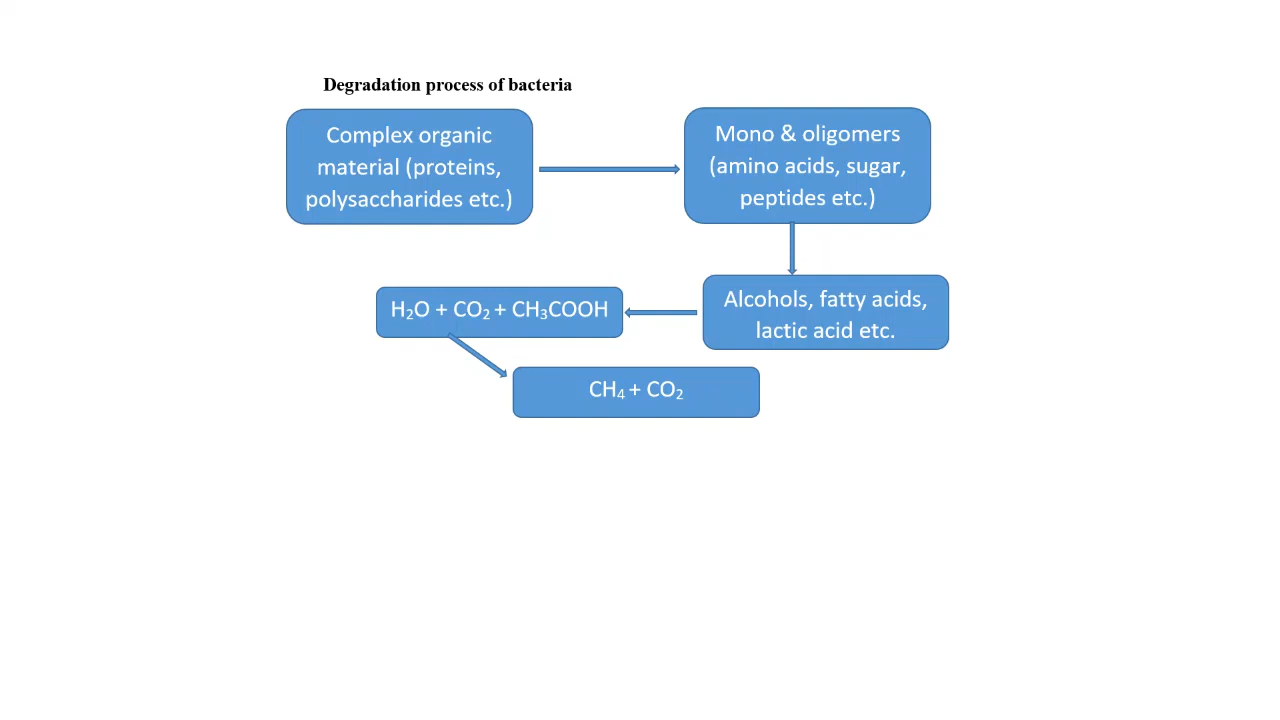 Degradation process of bacteria
Complex organic
material (proteins,
polysaccharides etc.)
Mono & oligomers
(amino acids, sugar,
peptides etc.)
Alcohols, fatty acids,
lactic acid etc.
H₂O + CO₂ + CH₃COOH
CH₄ + CO₂